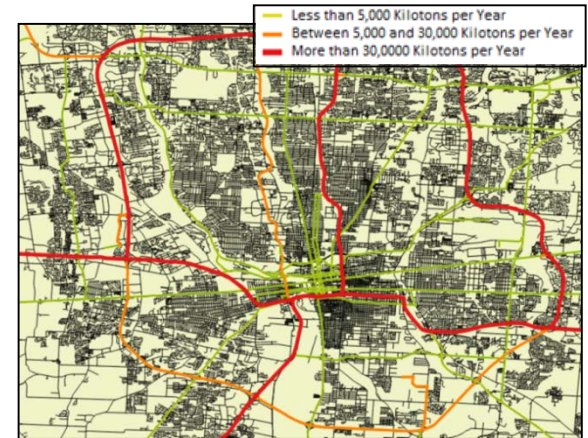 Less than 5,000 Kilotons per Year
Between 5,000 and 30,000 Kilotons per Year
More than 30,0000 Kilotons per Year